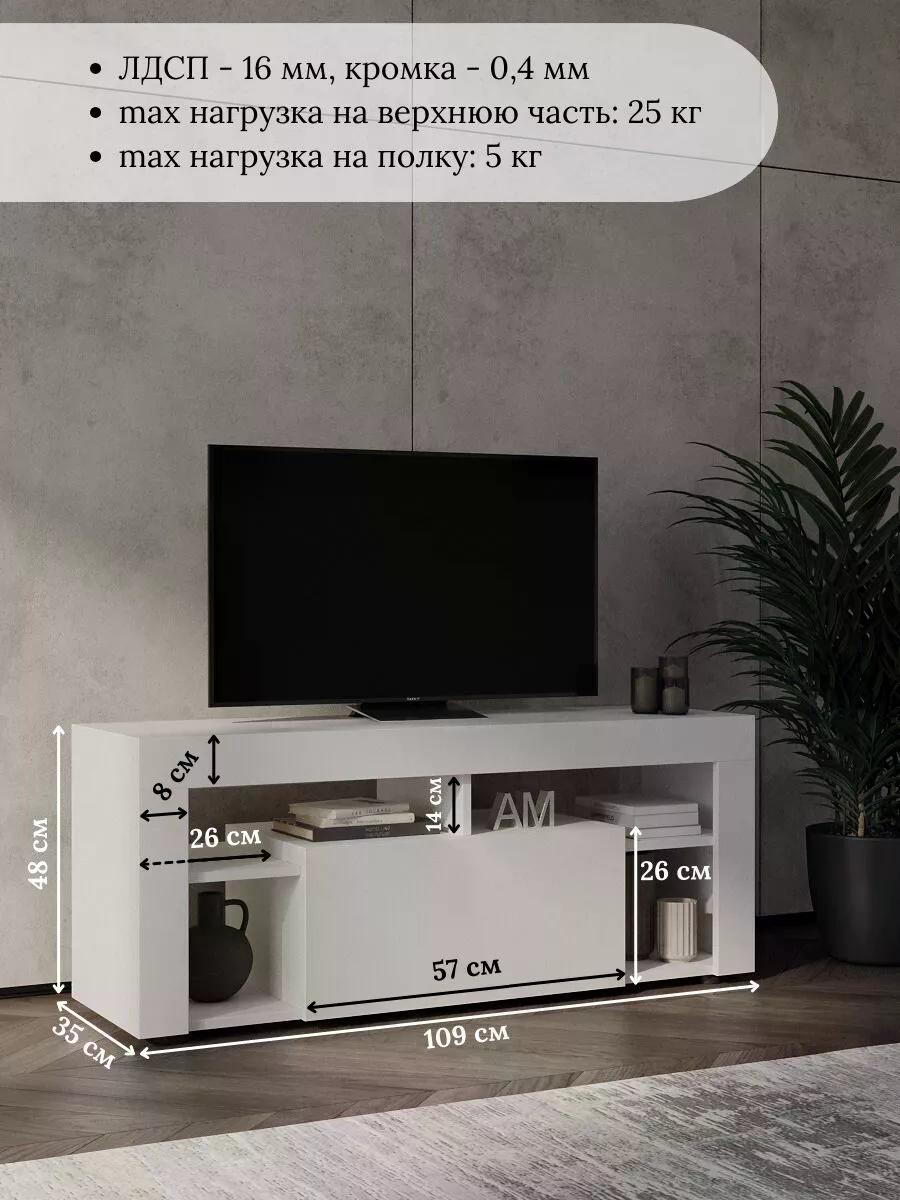 • ЛДСП - 16 мм, кромка - 0,4 мм
• max нагрузка на верхнюю часть: 25 кг
• max нагрузка на полку: 5 кг
8 см
14 см
AM
26 см
48 см
26 см
57 см
109 см
35 см